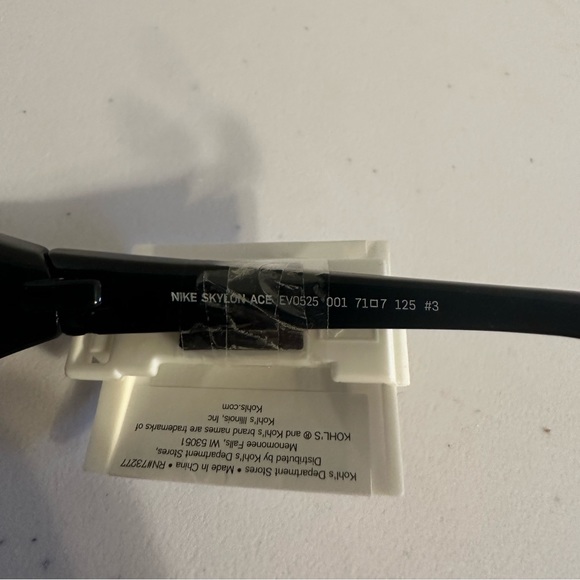 NIKE SKYLON ACE EV0525 001 71□7 125 #3
Kohl's Department Stores • Made in China • RN#73277
Distributed by Kohl's Department Stores,
Menomonee Falls, WI 53051
KOHL'S ® and Kohl's brand names are trademarks of
Kohl's Illinois, Inc
Kohls.com